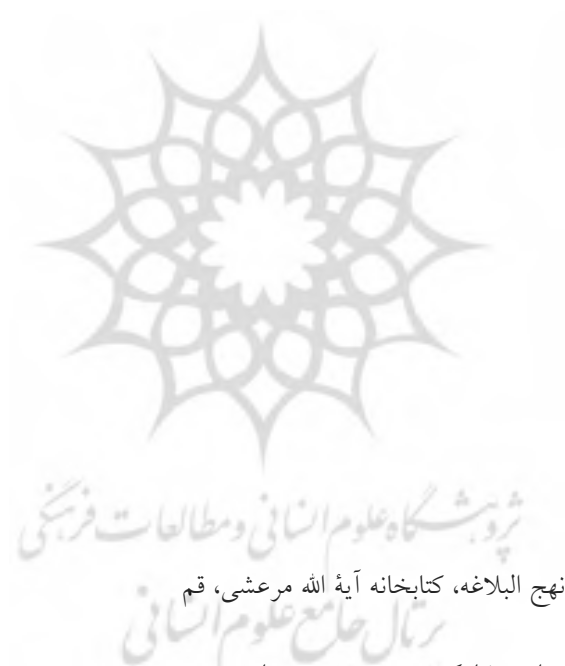 پژوهشگاه علوم انسانی و مطالعات فرهنگی
نهج البلاغه، کتابخانه آیة الله مرعشی، قم
پرتال جامع علوم انسانی